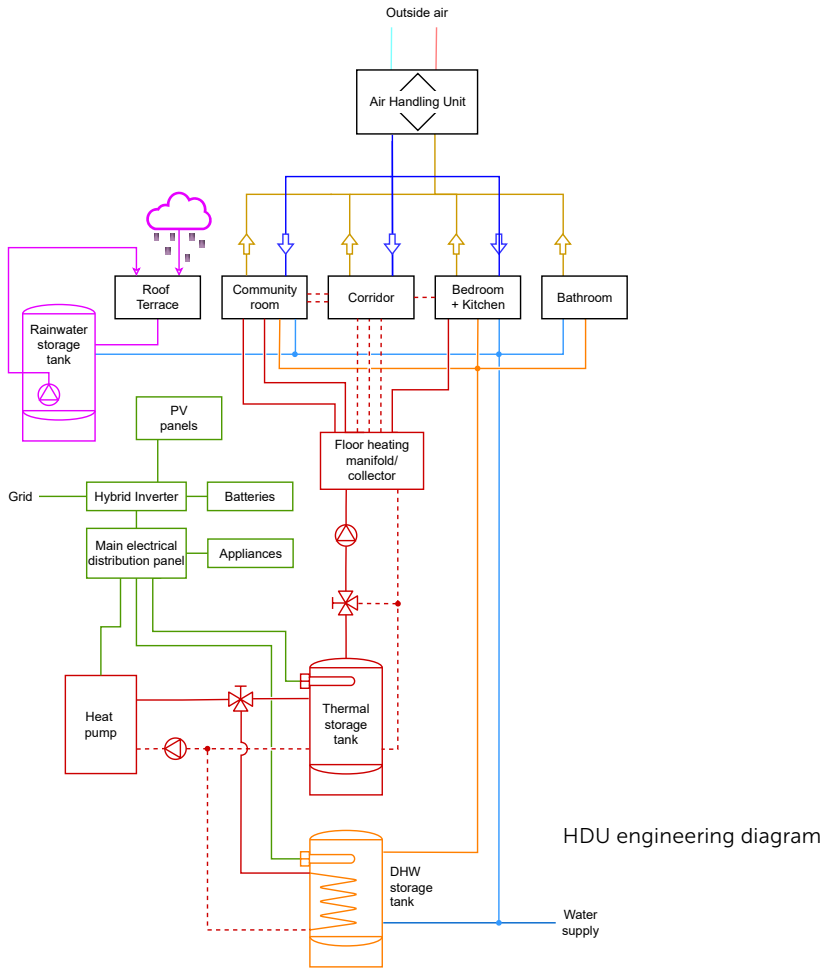 Outside air
Air Handling Unit
Roof
Terrace
Community
room
Corridor
Bedroom
+ Kitchen
Bathroom
Rainwater
storage
tank
PV
panels
Floor heating
manifold/
collector
Grid
Hybrid Inverter
Batteries
Main electrical
distribution panel
Appliances
Heat
pump
Thermal
storage
tank
HDU engineering diagram
DHW
storage
tank
Water
supply